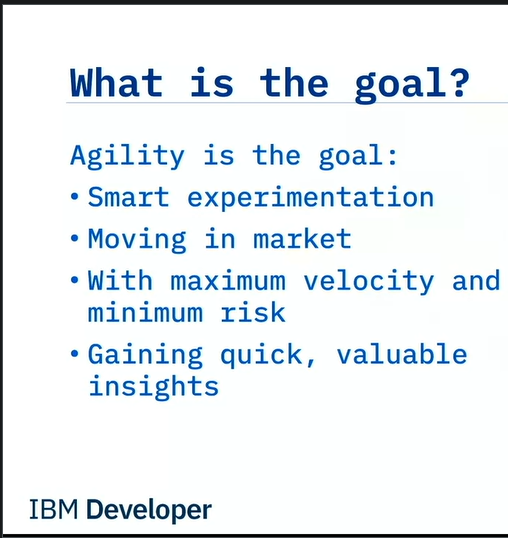 What is the goal?
Agility is the goal:
• Smart experimentation
• Moving in market
• With maximum velocity and
minimum risk
• Gaining quick, valuable
insights
IBM Developer